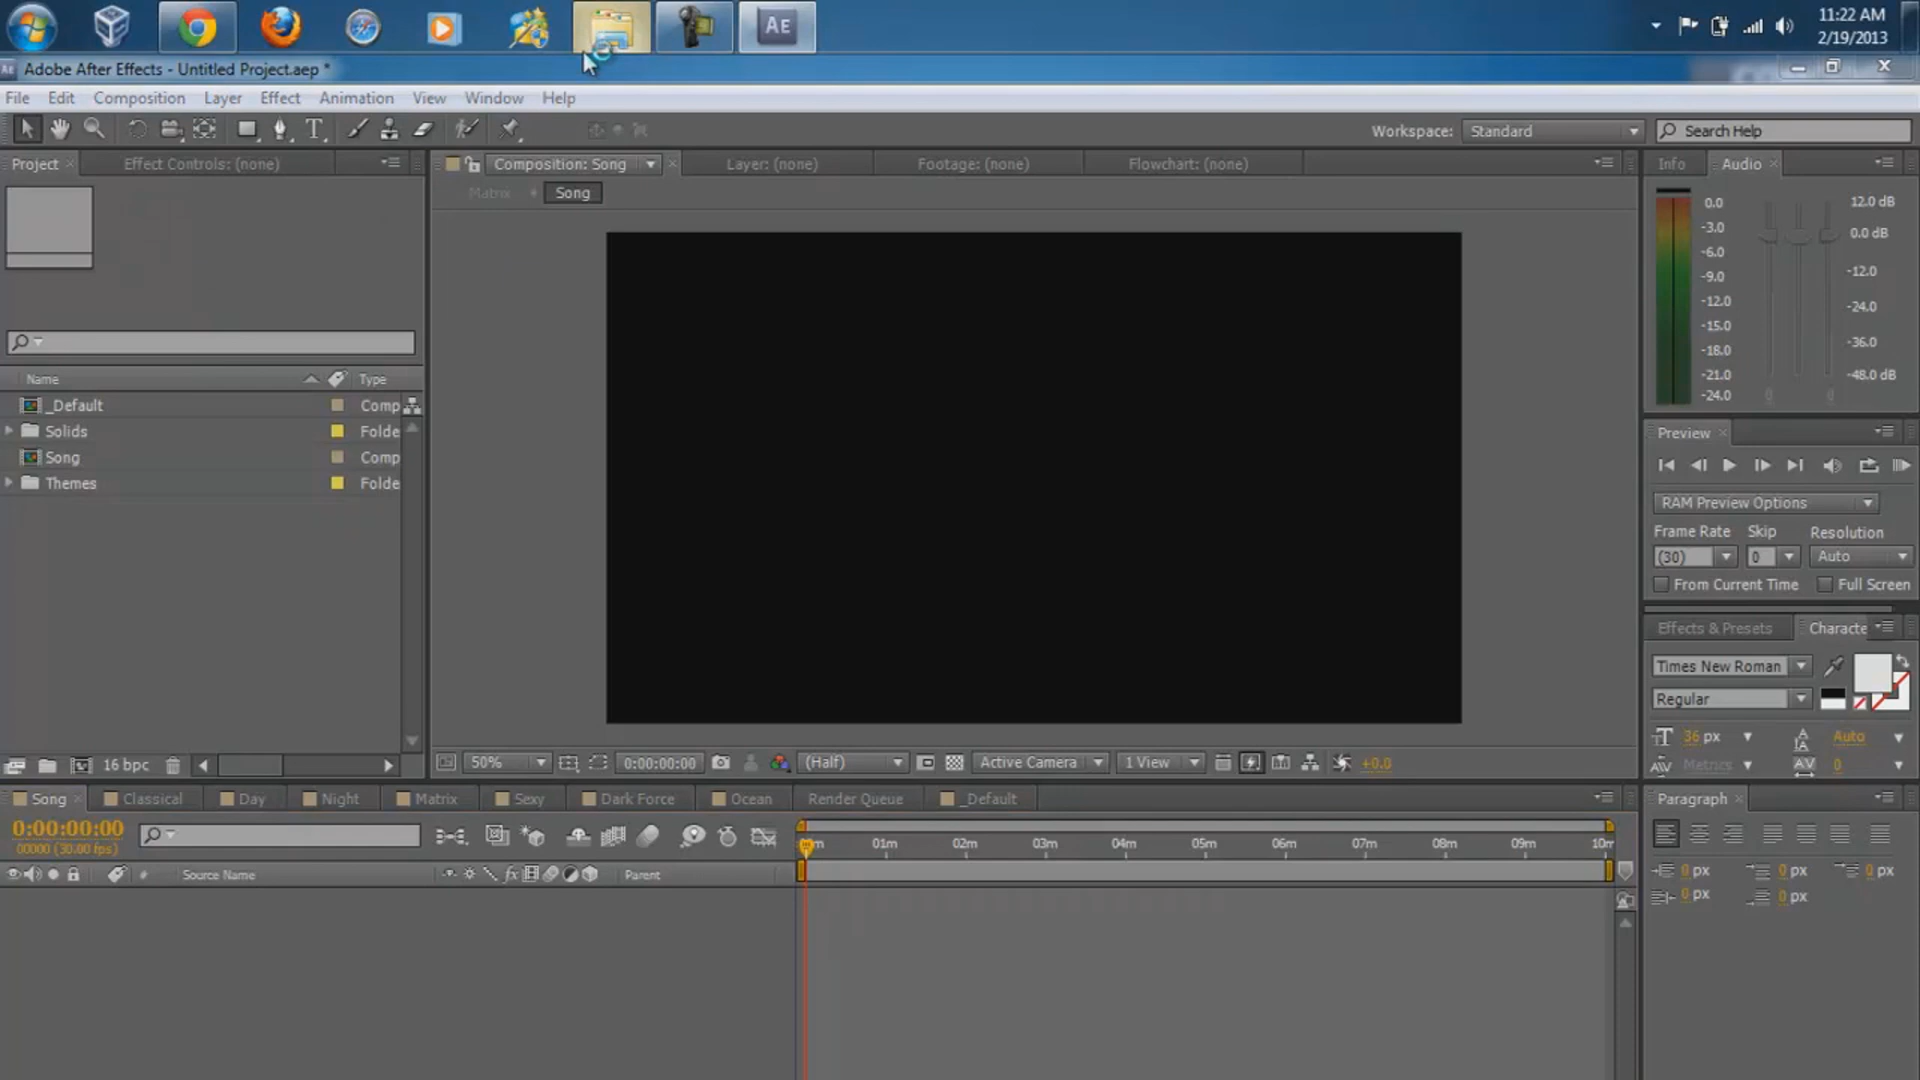 11:22 AM
AE
2/19/2013
Adobe After Effects - Untitled Project.aep *
File Edit Composition Layer Effect Animation View Window Help
Workspace: Standard Search Help
Project Effect Controls: (none) Composition: Song Layer: (none) Footage: (none) Flowchart: (none) Info Audio
Matrix Song
0.0 12.0 dB
-3.0 0.0 dB
-6.0
-9.0 -12.0
-12.0 -24.0
-15.0 -36.0
-18.0
-21.0 -48.0 dB
-24.0 0 0
Name Type
_Default Comp
Solids Folde
Song Comp
Themes Folde
Preview
RAM Preview Options
Frame Rate Skip Resolution
(30) 0 Auto
From Current Time Full Screen
Effects & Presets Characte
Times New Roman
Regular
36 px Auto
Metrics 0
16 bpc 50% 0:00:00:00 (Half) Active Camera 1 View +0.0
Song Classical Day Night Matrix Sexy Dark Force Ocean Render Queue _Default
Paragraph
0:00:00:00
00000 (30.00 fps)
01m 02m 03m 04m 05m 06m 07m 08m 09m 10m
# Source Name fx Parent
0 px 0 px 0 px
0 px 0 px